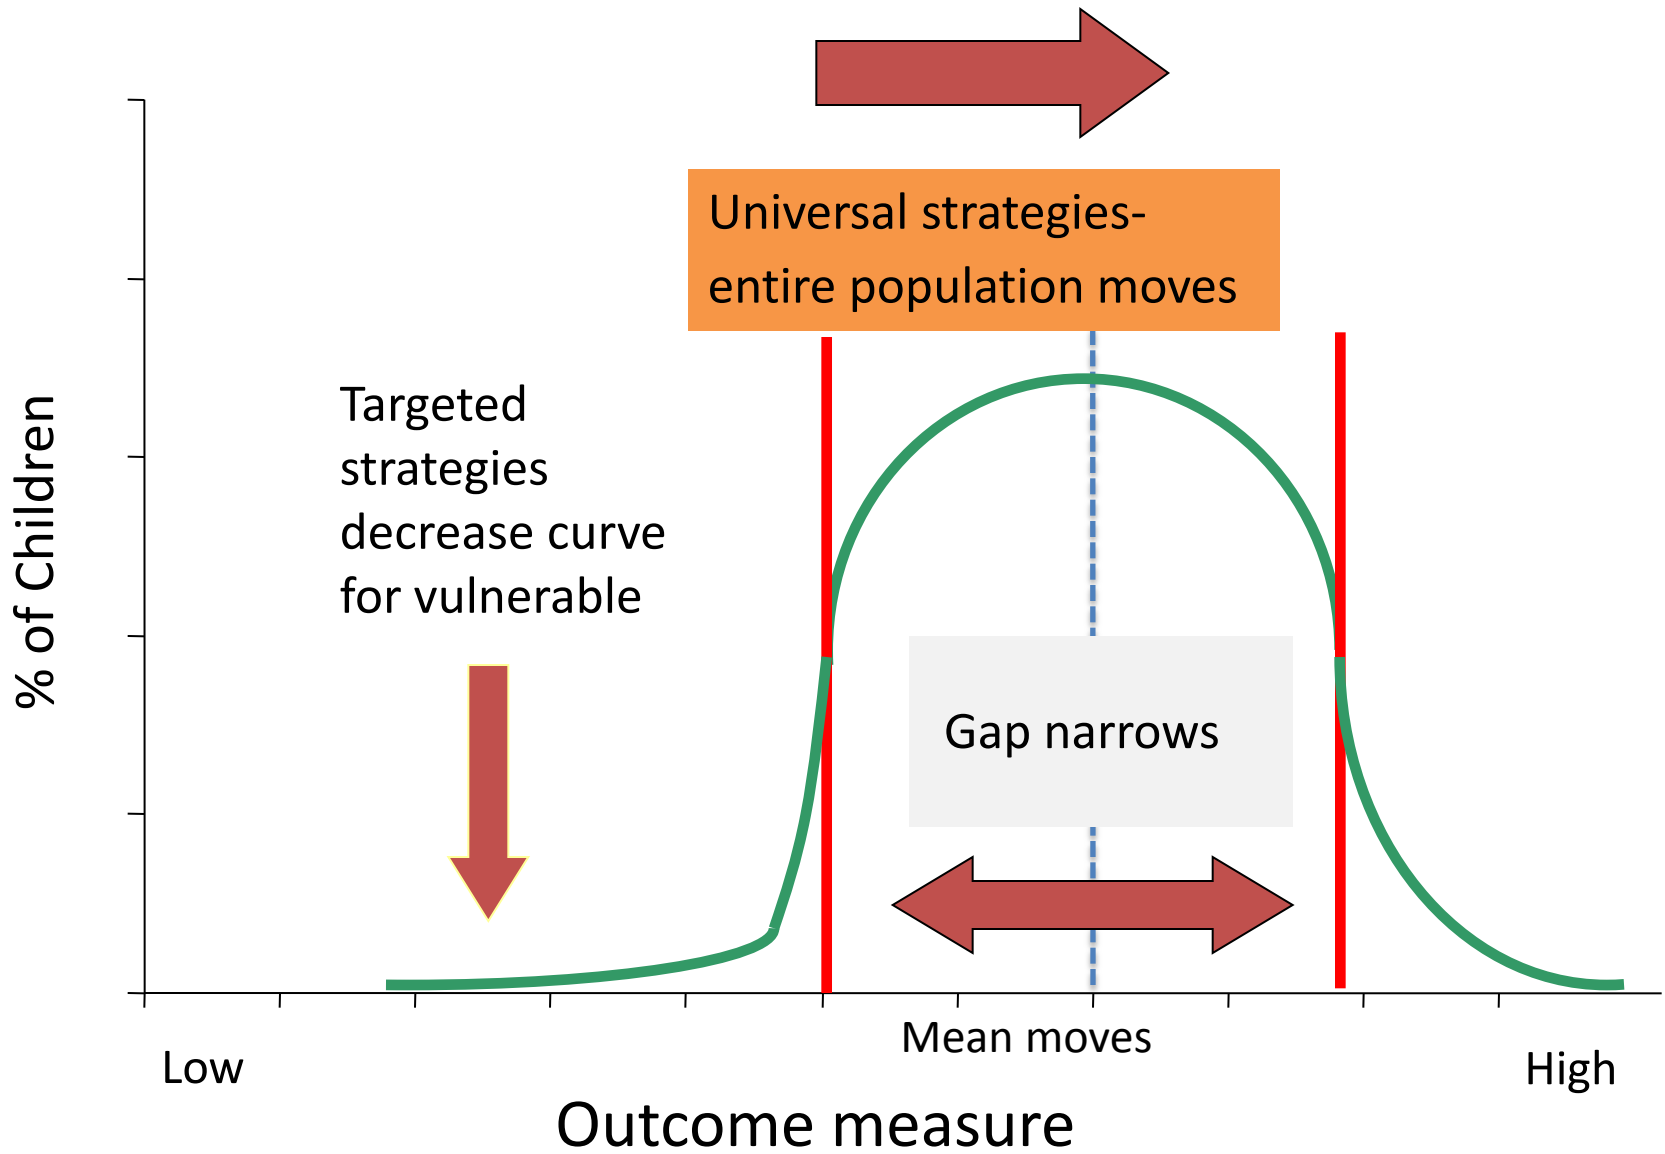 Universal strategies-
entire population moves
Targeted
strategies
decrease curve
for vulnerable
% of Children
Gap narrows
Mean moves
Low
High
Outcome measure